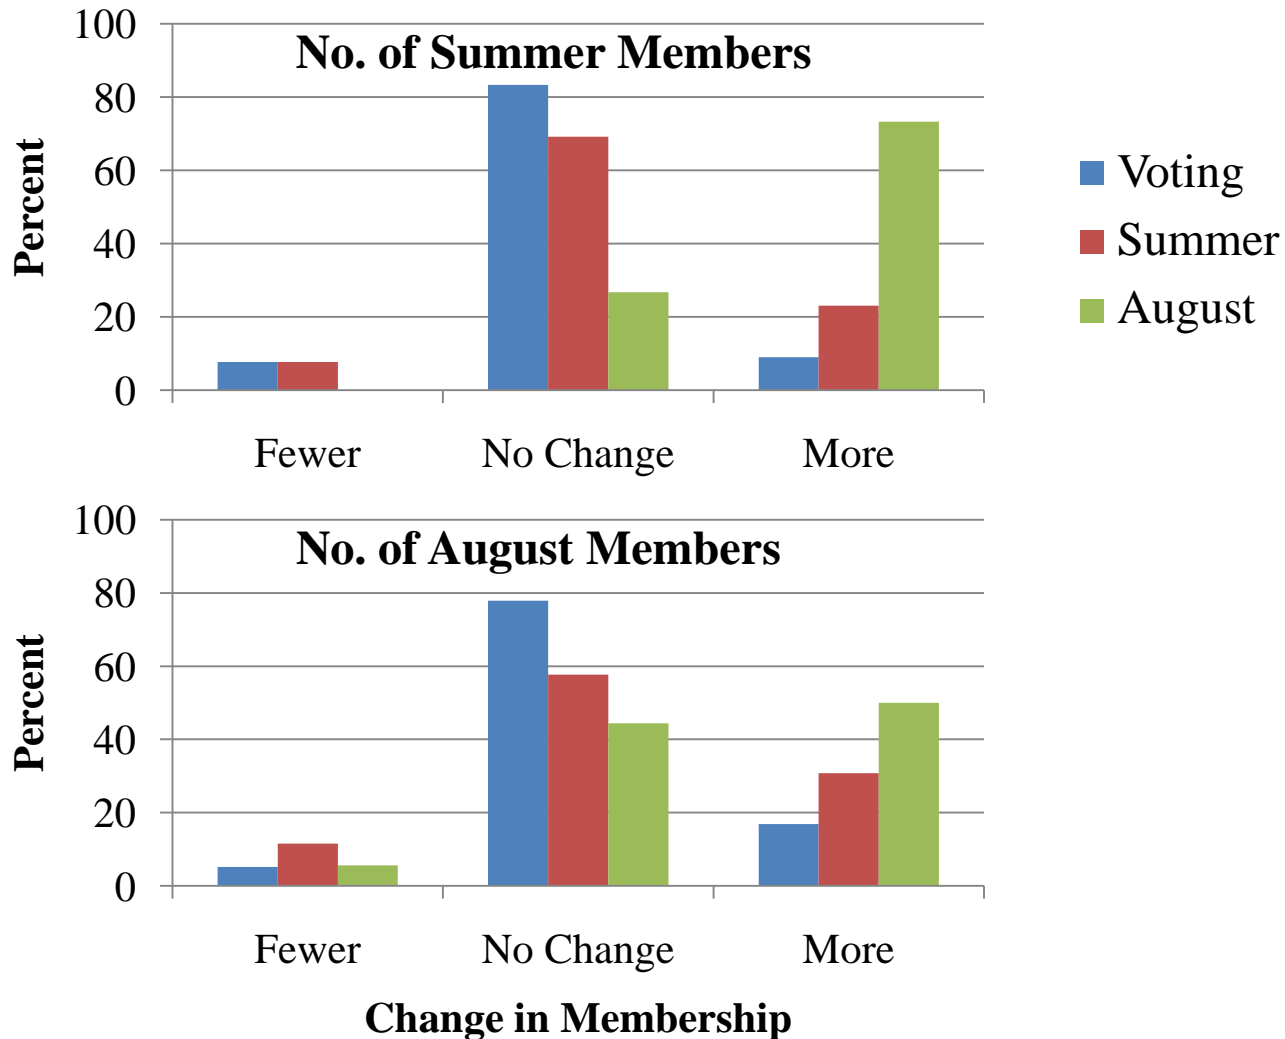 No. of Summer Members
Percent
100
80
60
40
20
0
Fewer No Change More
Voting
Summer
August
No. of August Members
Percent
100
80
60
40
20
0
Fewer No Change More
Change in Membership